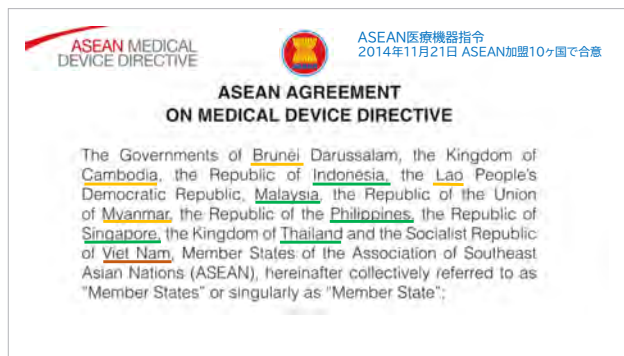 ASEAN MEDICAL
DEVICE DIRECTIVE
ASEAN医療機器指令
2014年11月21日 ASEAN加盟10ヶ国で合意
ASEAN AGREEMENT
ON MEDICAL DEVICE DIRECTIVE
The Governments of Brunei Darussalam, the Kingdom of
Cambodia, the Republic of Indonesia, the Lao People's
Democratic Republic, Malaysia, the Republic of the Union
of Myanmar, the Republic of the Philippines, the Republic of
Singapore, the Kingdom of Thailand and the Socialist Republic
of Viet Nam, Member States of the Association of Southeast
Asian Nations (ASEAN), hereinafter collectively referred to as
"Member States" or singularly as "Member State";